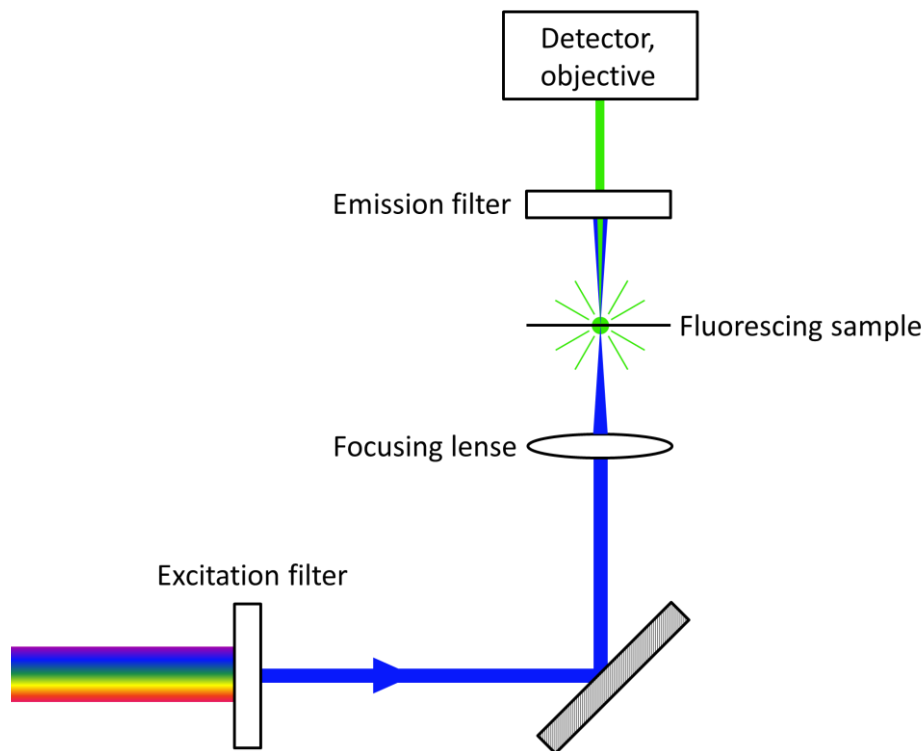 Detector,
objective
Emission filter
Fluorescing sample
Focusing lense
Excitation filter